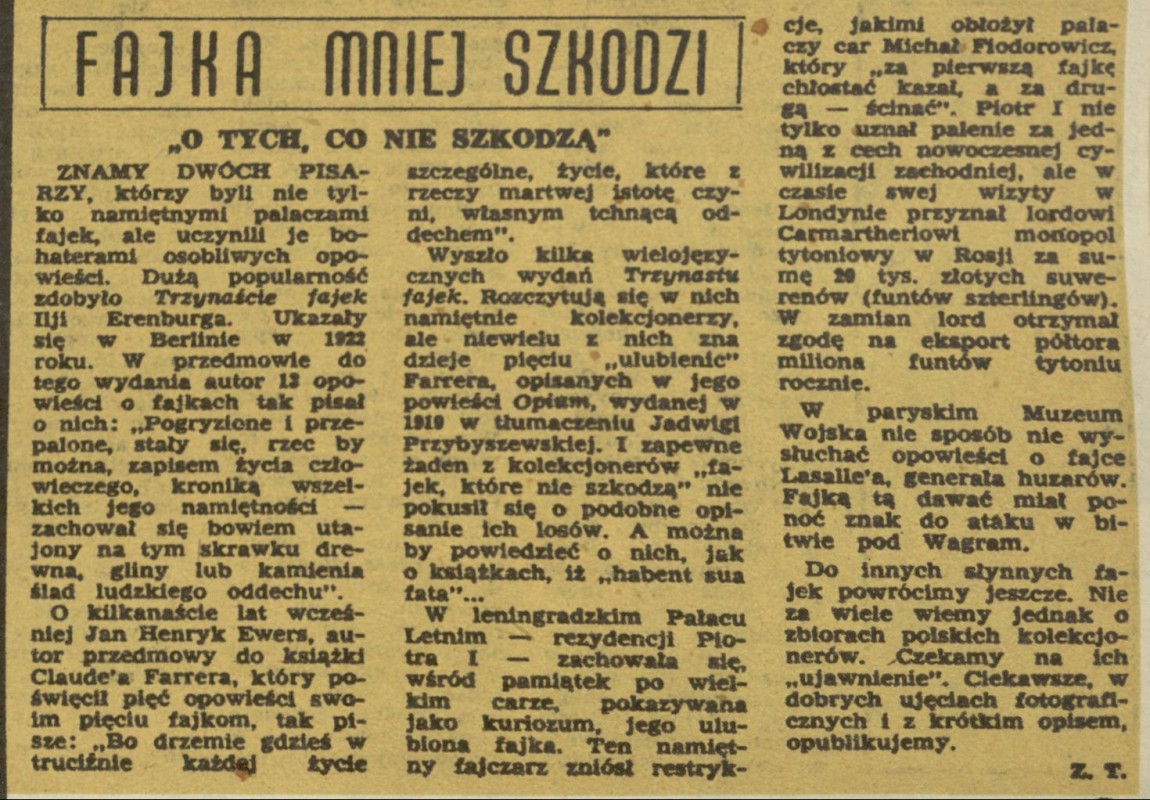 FAJKA MNIEJ SZKODZI
„O TYCH, CO NIE SZKODZĄ”
ZNAMY DWÓCH PISA-
RZY, którzy byli nie tyl-
ko namiętnymi palaczami
fajek, ale uczynili je bo-
haterami osobliwych opo-
wieści. Dużą popularność
zdobyło Trzynaście fajek
Ilji Erenburga. Ukazały
się w Berlinie w 1922
roku. W przedmowie do
tego wydania autor 13 opo-
wieści o fajkach tak pisał
o nich: „Pogryzione i prze-
palone, stały się, rzec by
można, zapisem życia czło-
wieczego, kroniką wszel-
kich jego namiętności —
zachował się bowiem uta-
jony na tym skrawku dre-
wna, gliny lub kamienia
ślad ludzkiego oddechu”.
O kilkanaście lat wcześ-
niej Jan Henryk Ewers, au-
tor przedmowy do książki
Claude'a Farrera, który po-
święcił pięć opowieści swo-
im pięciu fajkom, tak pi-
sze: „Bo drzemie gdzieś w
truciźnie każdej życie
szczególne, życie, które z
rzeczy martwej istotę czy-
ni, własnym tchnącą od-
dechem”.
Wyszło kilka wielojęzy-
cznych wydań Trzynastu
fajek. Rozczytują się w nich
namiętnie kolekcjonerzy,
ale niewielu z nich zna
dzieje pięciu „ulubienic”
Farrera, opisanych w jego
powieści Opium, wydanej w
1919 w tłumaczeniu Jadwigi
Przybyszewskiej. I zapewne
żaden z kolekcjonerów „fa-
jek, które nie szkodzą” nie
pokusił się o podobne opi-
sanie ich losów. A można
by powiedzieć o nich, jak
o książkach, iż „habent sua
fata”...
W leningradzkim Pałacu
Letnim — rezydencji Pio-
tra I — zachowała się,
wśród pamiątek po wiel-
kim carze, pokazywana
jako kuriozum, jego ulu-
biona fajka. Ten namięt-
ny fajczarz zniósł restryk-
cje, jakimi obłożył pala-
czy car Michał Fiodorowicz,
który „za pierwszą fajkę
chłostać kazał, a za dru-
gą — ścinać”. Piotr I nie
tylko uznał palenie za jed-
ną z cech nowoczesnej cy-
wilizacji zachodniej, ale w
czasie swej wizyty w
Londynie przyznał lordowi
Carmartheriowi monopol
tytoniowy w Rosji za su-
mę 20 tys. złotych suwe-
renów (funtów szterlingów).
W zamian lord otrzymał
zgodę na eksport półtora
miliona funtów tytoniu
rocznie.
W paryskim Muzeum
Wojska nie sposób nie wy-
słuchać opowieści o fajce
Lasalle'a, generała huzarów.
Fajką tą dawać miał po-
noć znak do ataku w bi-
twie pod Wagram.
Do innych słynnych fa-
jek powrócimy jeszcze. Nie
za wiele wiemy jednak o
zbiorach polskich kolekcjo-
nerów. Czekamy na ich
„ujawnienie”. Ciekawsze, w
dobrych ujęciach fotografi-
cznych i z krótkim opisem,
opublikujemy.
Z. T.